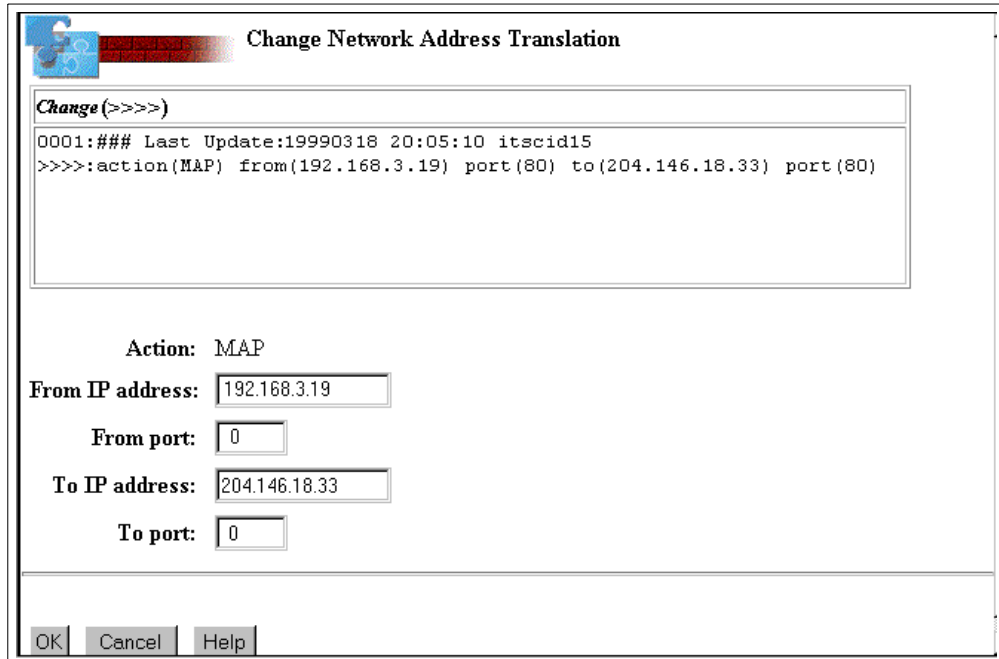 Change Network Address Translation
Change (>>>>)
0001:### Last Update:19990318 20:05:10 itscid15
>>>>:action(MAP) from(192.168.3.19) port(80) to(204.146.18.33) port(80)
Action: MAP
From IP address: 192.168.3.19
From port: 0
To IP address: 204.146.18.33
To port: 0
OK Cancel Help